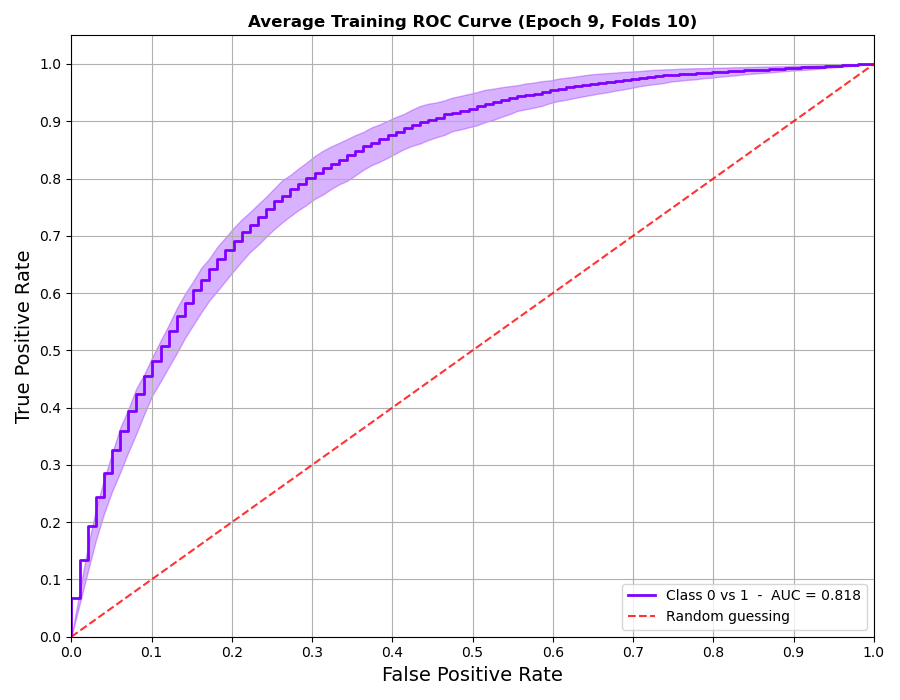 Average Training ROC Curve (Epoch 9, Folds 10)
True Positive Rate
1.0
0.9
0.8
0.7
0.6
0.5
0.4
0.3
0.2
0.1
0.0
Class 0 vs 1  -  AUC = 0.818
Random guessing
0.0 0.1 0.2 0.3 0.4 0.5 0.6 0.7 0.8 0.9 1.0
False Positive Rate